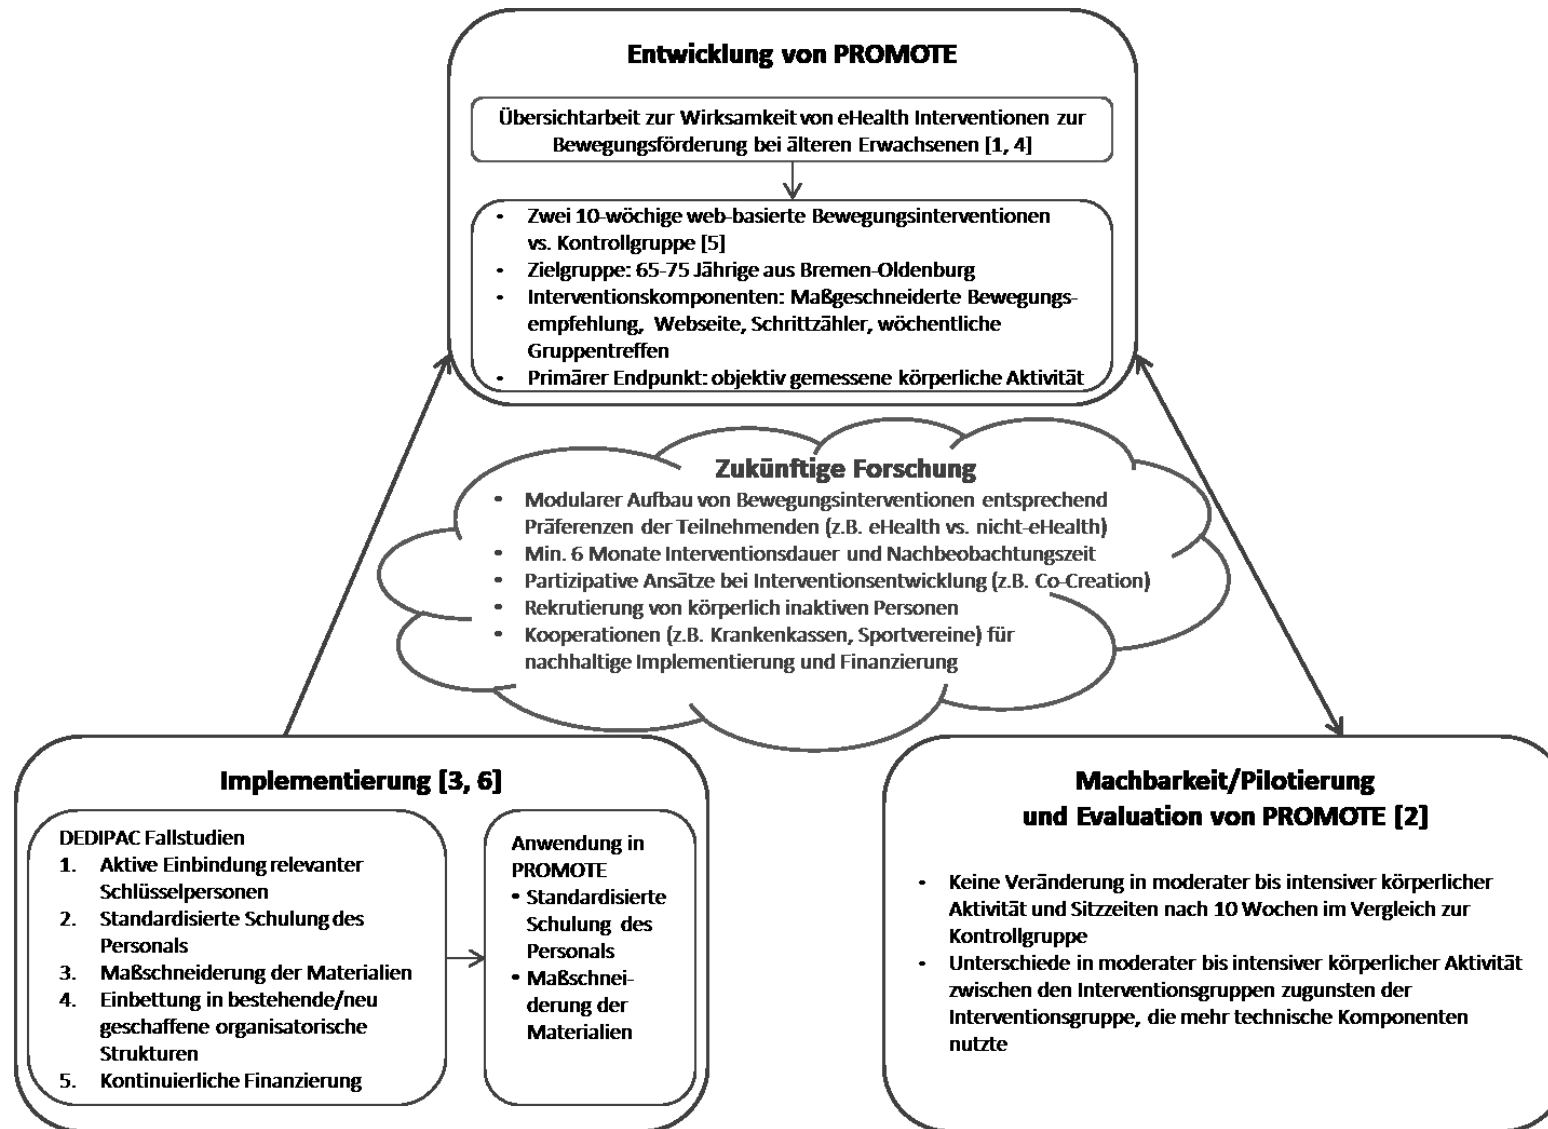 Entwicklung von PROMOTE
Übersichtarbeit zur Wirksamkeit von eHealth Interventionen zur
Bewegungsförderung bei älteren Erwachsenen [1, 4]
• Zwei 10-wöchige web-basierte Bewegungsinterventionen
vs. Kontrollgruppe [5]
• Zielgruppe: 65-75 Jährige aus Bremen-Oldenburg
• Interventionskomponenten: Maßgeschneiderte Bewegungs-
empfehlung, Webseite, Schrittzähler, wöchentliche
Gruppentreffen
• Primärer Endpunkt: objektiv gemessene körperliche Aktivität
Zukünftige Forschung
• Modularer Aufbau von Bewegungsinterventionen entsprechend
Präferenzen der Teilnehmenden (z.B. eHealth vs. nicht-eHealth)
• Min. 6 Monate Interventionsdauer und Nachbeobachtungszeit
• Partizipative Ansätze bei Interventionsentwicklung (z.B. Co-Creation)
• Rekrutierung von körperlich inaktiven Personen
• Kooperationen (z.B. Krankenkassen, Sportvereine) für
nachhaltige Implementierung und Finanzierung
Implementierung [3, 6]
DEDIPAC Fallstudien
1. Aktive Einbindung relevanter
Schlüsselpersonen
2. Standardisierte Schulung des
Personals
3. Maßschneiderung der Materialien
4. Einbettung in bestehende/neu
geschaffene organisatorische
Strukturen
5. Kontinuierliche Finanzierung
Anwendung in
PROMOTE
• Standardisierte
Schulung des
Personals
• Maßschnei-
derung der
Materialien
Machbarkeit/Pilotierung
und Evaluation von PROMOTE [2]
• Keine Veränderung in moderater bis intensiver körperlicher
Aktivität und Sitzzeiten nach 10 Wochen im Vergleich zur
Kontrollgruppe
• Unterschiede in moderater bis intensiver körperlicher Aktivität
zwischen den Interventionsgruppen zugunsten der
Interventionsgruppe, die mehr technische Komponenten
nutzte